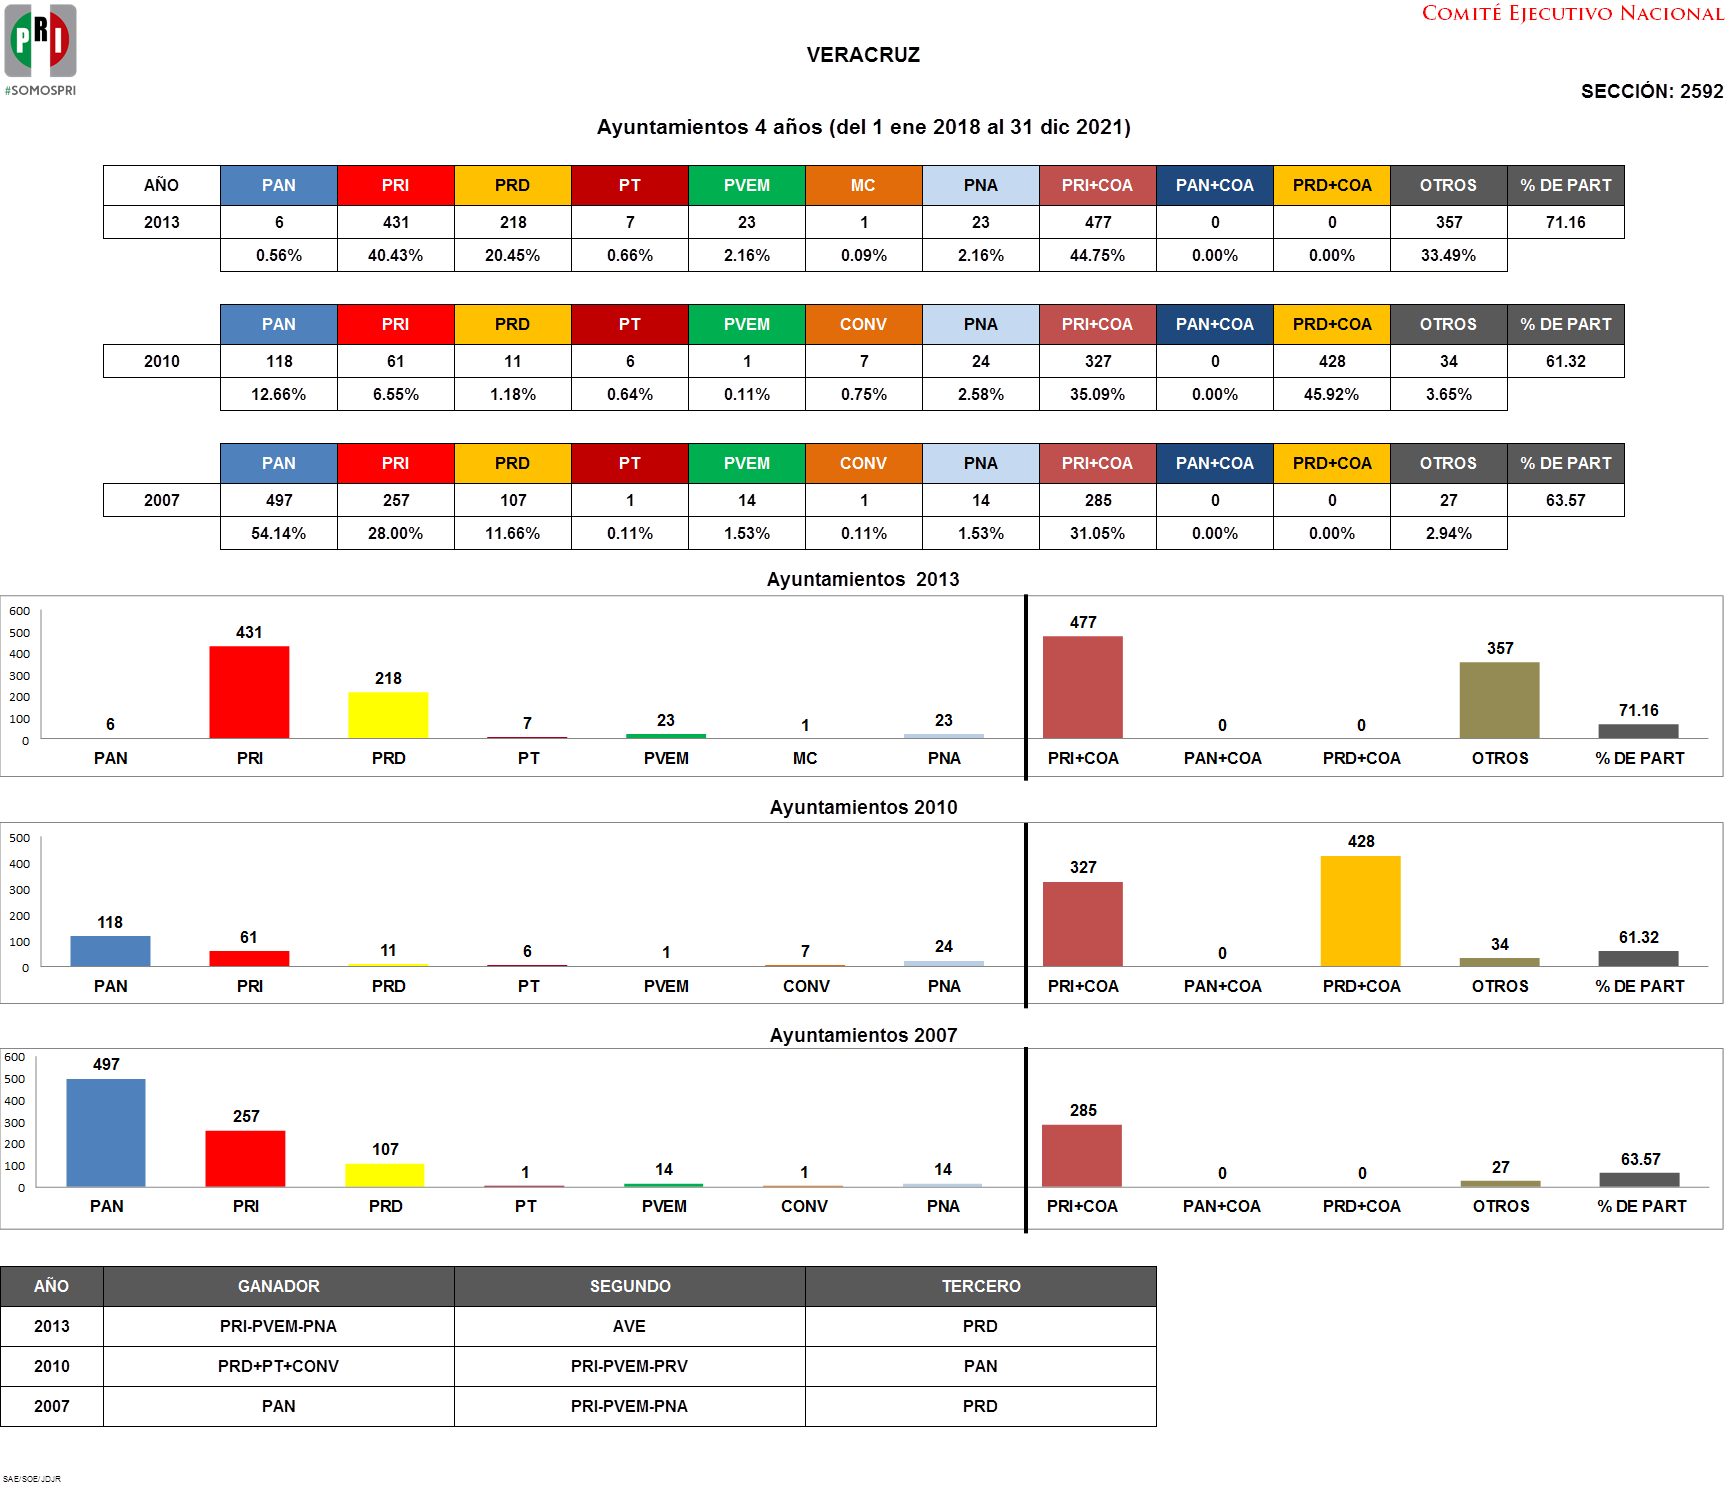 PRI
#SOMOSPRI
COMITÉ EJECUTIVO NACIONAL
VERACRUZ
SECCIÓN: 2592
Ayuntamientos 4 años (del 1 ene 2018 al 31 dic 2021)
AÑO PAN PRI PRD PT PVEM MC PNA PRI+COA PAN+COA PRD+COA OTROS % DE PART
2013 6 431 218 7 23 1 23 477 0 0 357 71.16
0.56% 40.43% 20.45% 0.66% 2.16% 0.09% 2.16% 44.75% 0.00% 0.00% 33.49%
PAN PRI PRD PT PVEM CONV PNA PRI+COA PAN+COA PRD+COA OTROS % DE PART
2010 118 61 11 6 1 7 24 327 0 428 34 61.32
12.66% 6.55% 1.18% 0.64% 0.11% 0.75% 2.58% 35.09% 0.00% 45.92% 3.65%
PAN PRI PRD PT PVEM CONV PNA PRI+COA PAN+COA PRD+COA OTROS % DE PART
2007 497 257 107 1 14 1 14 285 0 0 27 63.57
54.14% 28.00% 11.66% 0.11% 1.53% 0.11% 1.53% 31.05% 0.00% 0.00% 2.94%
Ayuntamientos 2013
600
500
400
300
200
100
0
6 431 218 7 23 1 23 477 0 0 357 71.16
PAN PRI PRD PT PVEM MC PNA PRI+COA PAN+COA PRD+COA OTROS % DE PART
Ayuntamientos 2010
500
400
300
200
100
0
118 61 11 6 1 7 24 327 0 428 34 61.32
PAN PRI PRD PT PVEM CONV PNA PRI+COA PAN+COA PRD+COA OTROS % DE PART
Ayuntamientos 2007
600
500
400
300
200
100
0
497 257 107 1 14 1 14 285 0 0 27 63.57
PAN PRI PRD PT PVEM CONV PNA PRI+COA PAN+COA PRD+COA OTROS % DE PART
AÑO GANADOR SEGUNDO TERCERO
2013 PRI-PVEM-PNA AVE PRD
2010 PRD+PT+CONV PRI-PVEM-PRV PAN
2007 PAN PRI-PVEM-PNA PRD
SAE/SOE/JDJR